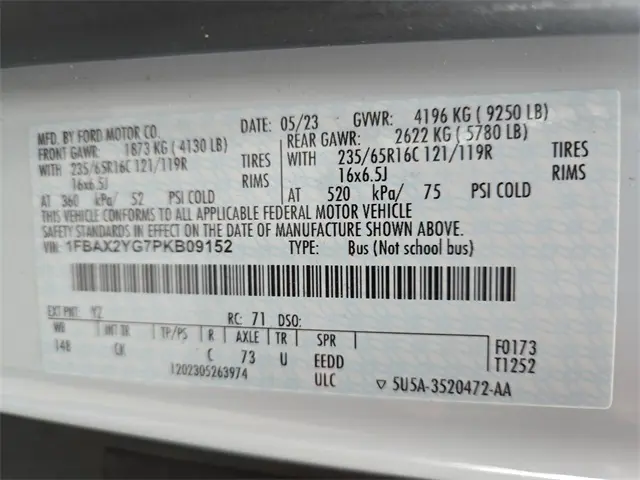 MFD. BY FORD MOTOR CO.
DATE: 05/23 GVWR: 4196 KG ( 9250 LB)
FRONT GAWR: 1873 KG ( 4130 LB)
WITH 235/65R16C 121/119R TIRES
16x6.5J RIMS
AT 360 kPa/ 52 PSI COLD
REAR GAWR: 2622 KG ( 5780 LB)
WITH 235/65R16C 121/119R TIRES
16x6.5J RIMS
AT 520 kPa/ 75 PSI COLD
THIS VEHICLE CONFORMS TO ALL APPLICABLE FEDERAL MOTOR VEHICLE
SAFETY STANDARDS IN EFFECT ON THE DATE OF MANUFACTURE SHOWN ABOVE.
VIN: 1FBAX2YG7PKB09152 TYPE: Bus (Not school bus)
EXT PNT: YZ RC: 71 DSO:
WB INT TR TP/PS R AXLE TR SPR
148 CK C 73 U EEDD
ULC
1202305263974
F0173
T1252
▽ 5U5A-3520472-AA